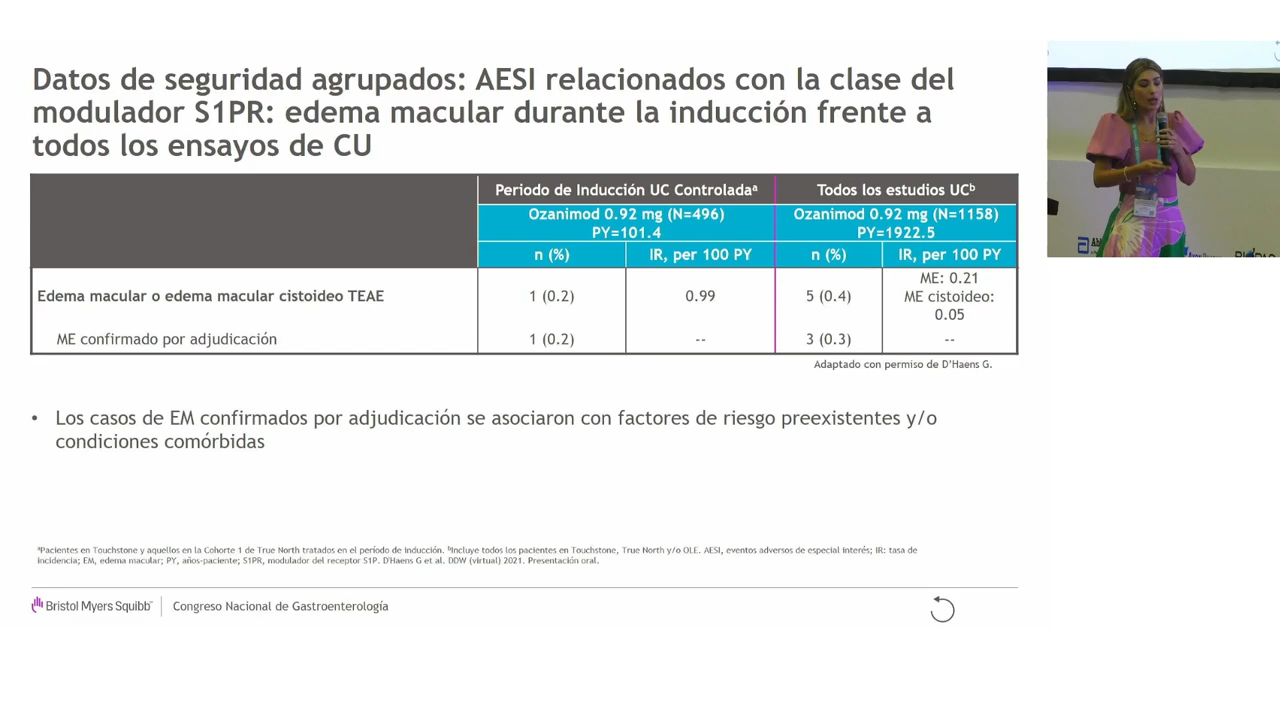 Datos de seguridad agrupados: AESI relacionados con la clase del
modulador S1PR: edema macular durante la inducción frente a
todos los ensayos de CU
Periodo de Inducción UC Controladaᵃ
Todos los estudios UCᵇ
Ozanimod 0.92 mg (N=496)
PY=101.4
Ozanimod 0.92 mg (N=1158)
PY=1922.5
n (%)
IR, per 100 PY
n (%)
IR, per 100 PY
Edema macular o edema macular cistoideo TEAE
1 (0.2)
0.99
5 (0.4)
ME: 0.21
ME cistoideo:
0.05
ME confirmado por adjudicación
1 (0.2)
--
3 (0.3)
--
Adaptado con permiso de D’Haens G.
• Los casos de EM confirmados por adjudicación se asociaron con factores de riesgo preexistentes y/o
condiciones comórbidas
ᵃPacientes en Touchstone y aquellos en la Cohorte 1 de True North tratados en el período de inducción. ᵇIncluye todos los pacientes en Touchstone, True North y/o OLE. AESI, eventos adversos de especial interés; IR: tasa de
incidencia; EM, edema macular; PY, años-paciente; S1PR, modulador del receptor S1P. D'Haens G et al. DDW (virtual) 2021. Presentación oral.
Bristol Myers Squibb™
Congreso Nacional de Gastroenterología